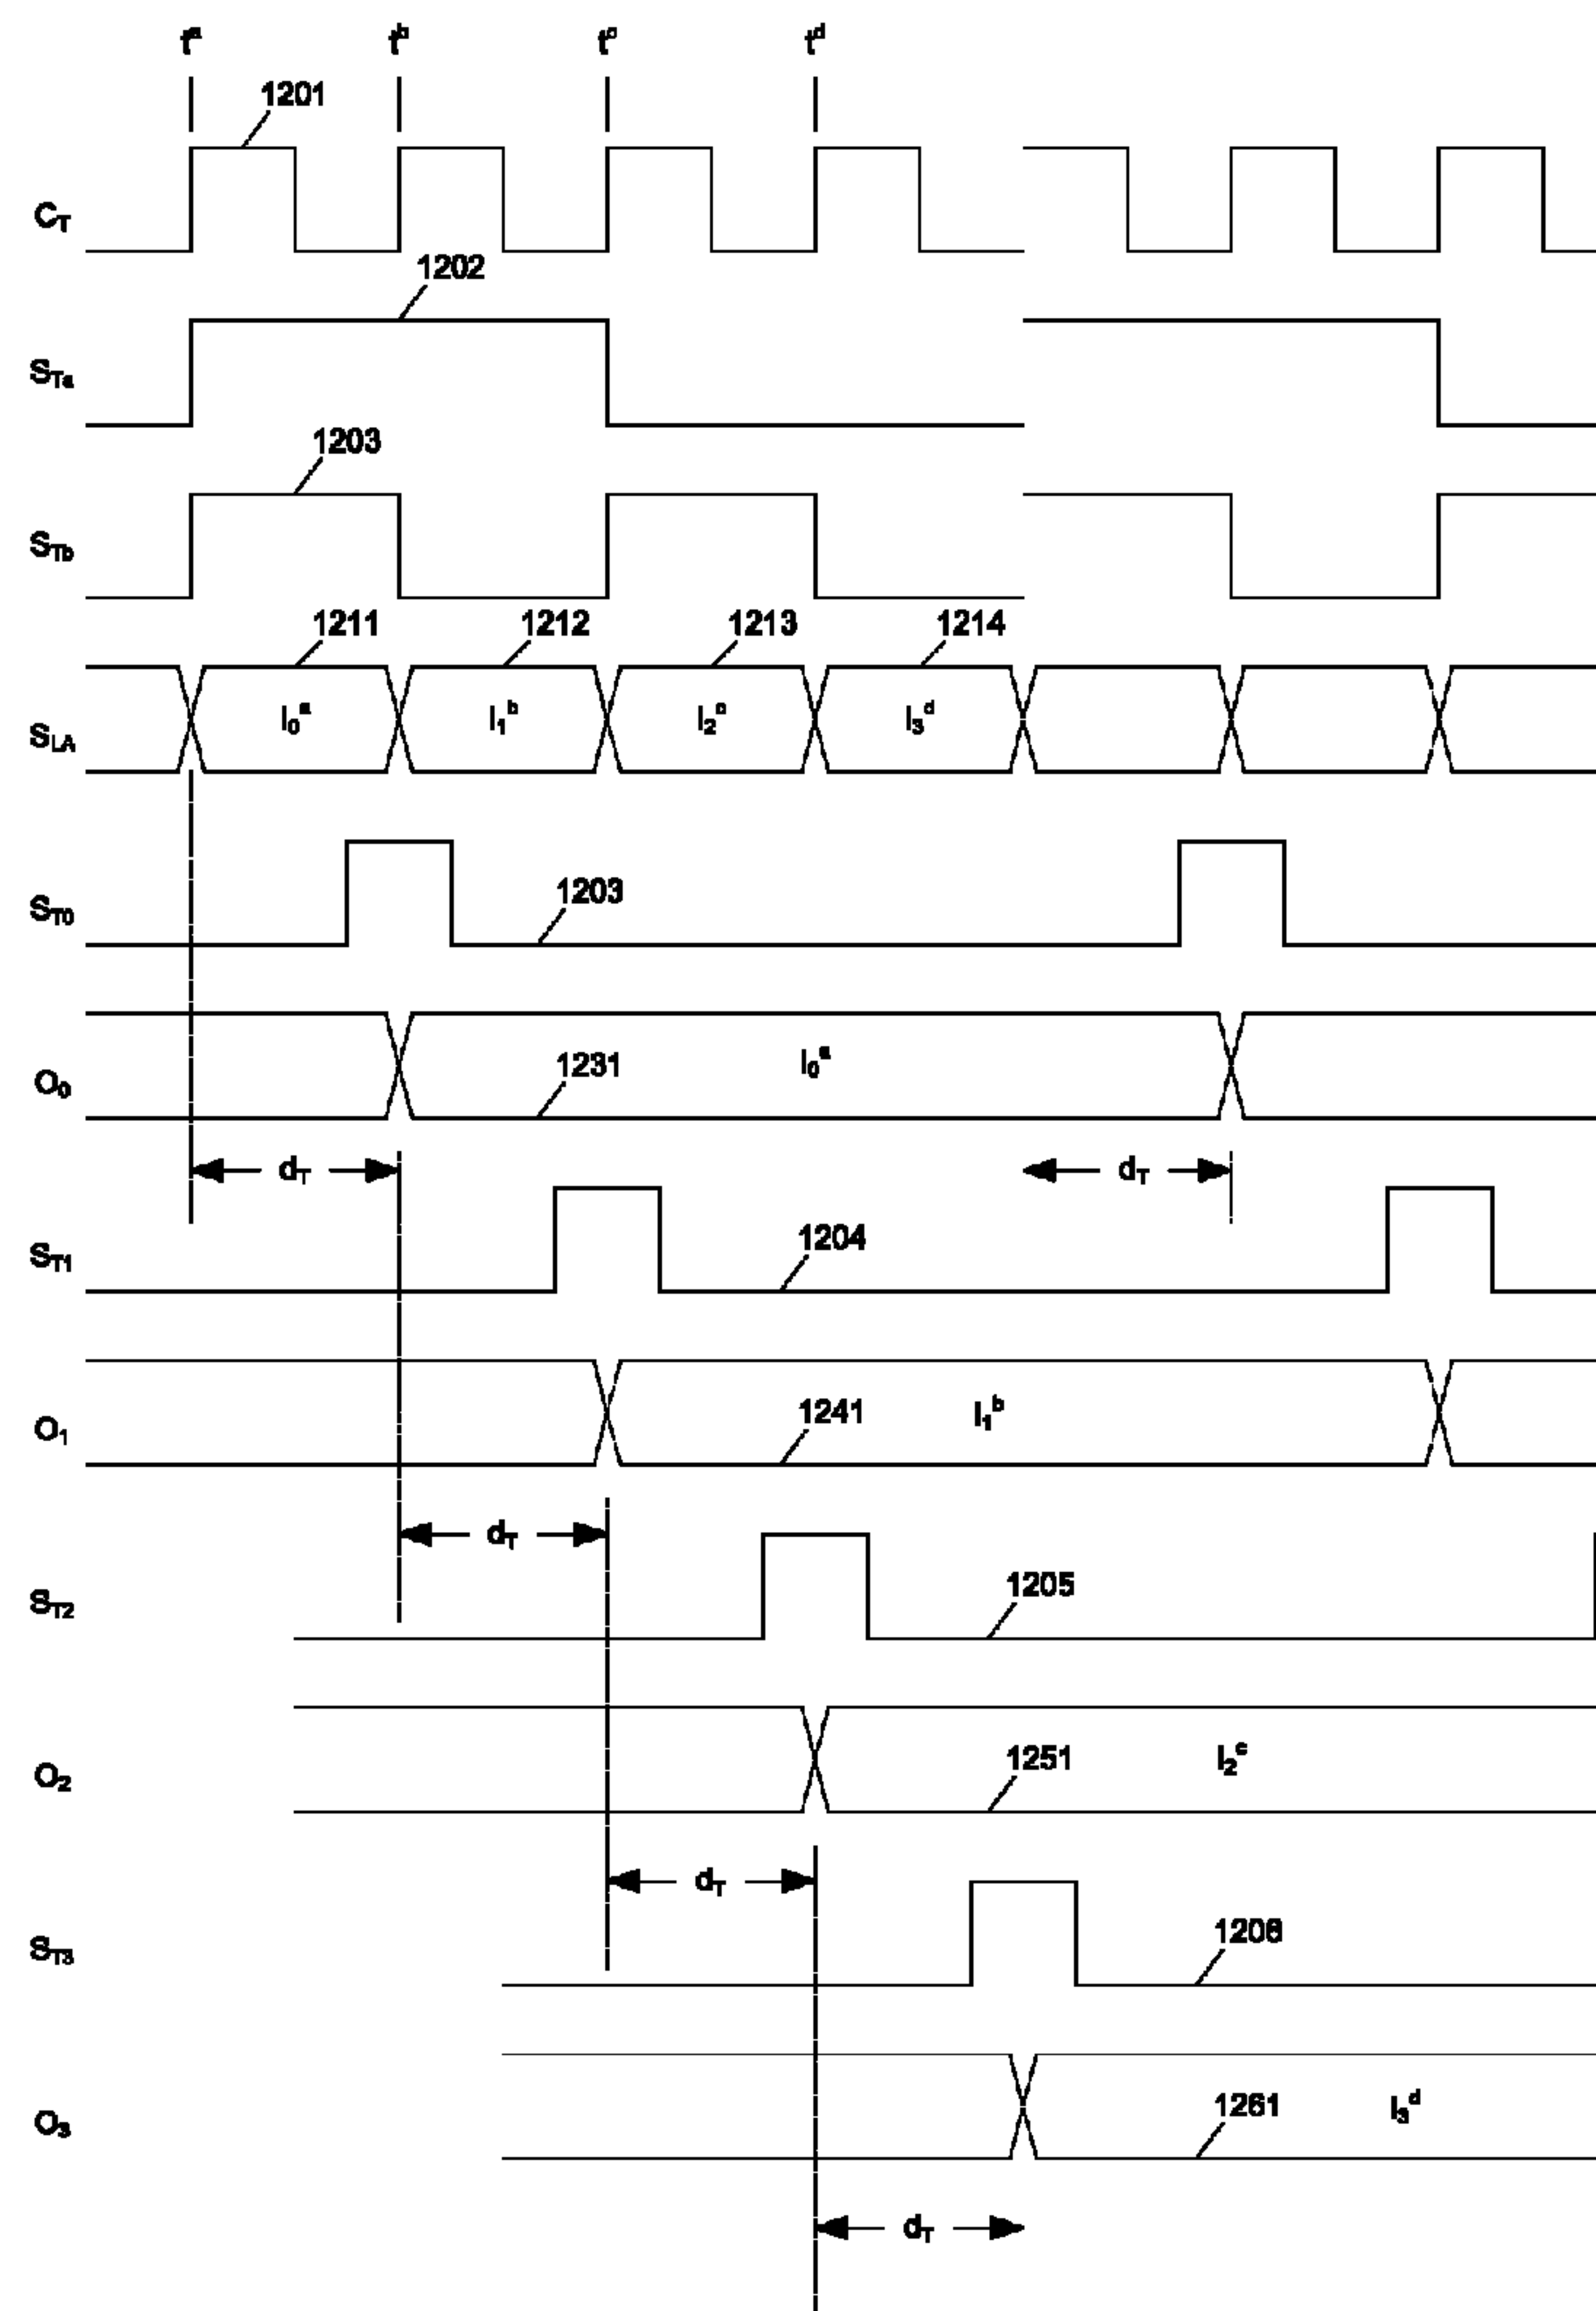 t^a t^b t^c t^d
1201
C_T
1202
S_Ta
1203
S_Tb
1211 1212 1213 1214
S_LA I_0^a I_1^b I_2^c I_3^d
S_T0 1203
O_0 1231 I_0^a
d_T d_T
S_T1 1204
O_1 1241 I_1^b
d_T
S_T2 1205
O_2 1251 I_2^c
d_T
S_T3 1206
O_3 1261 I_3^d
d_T